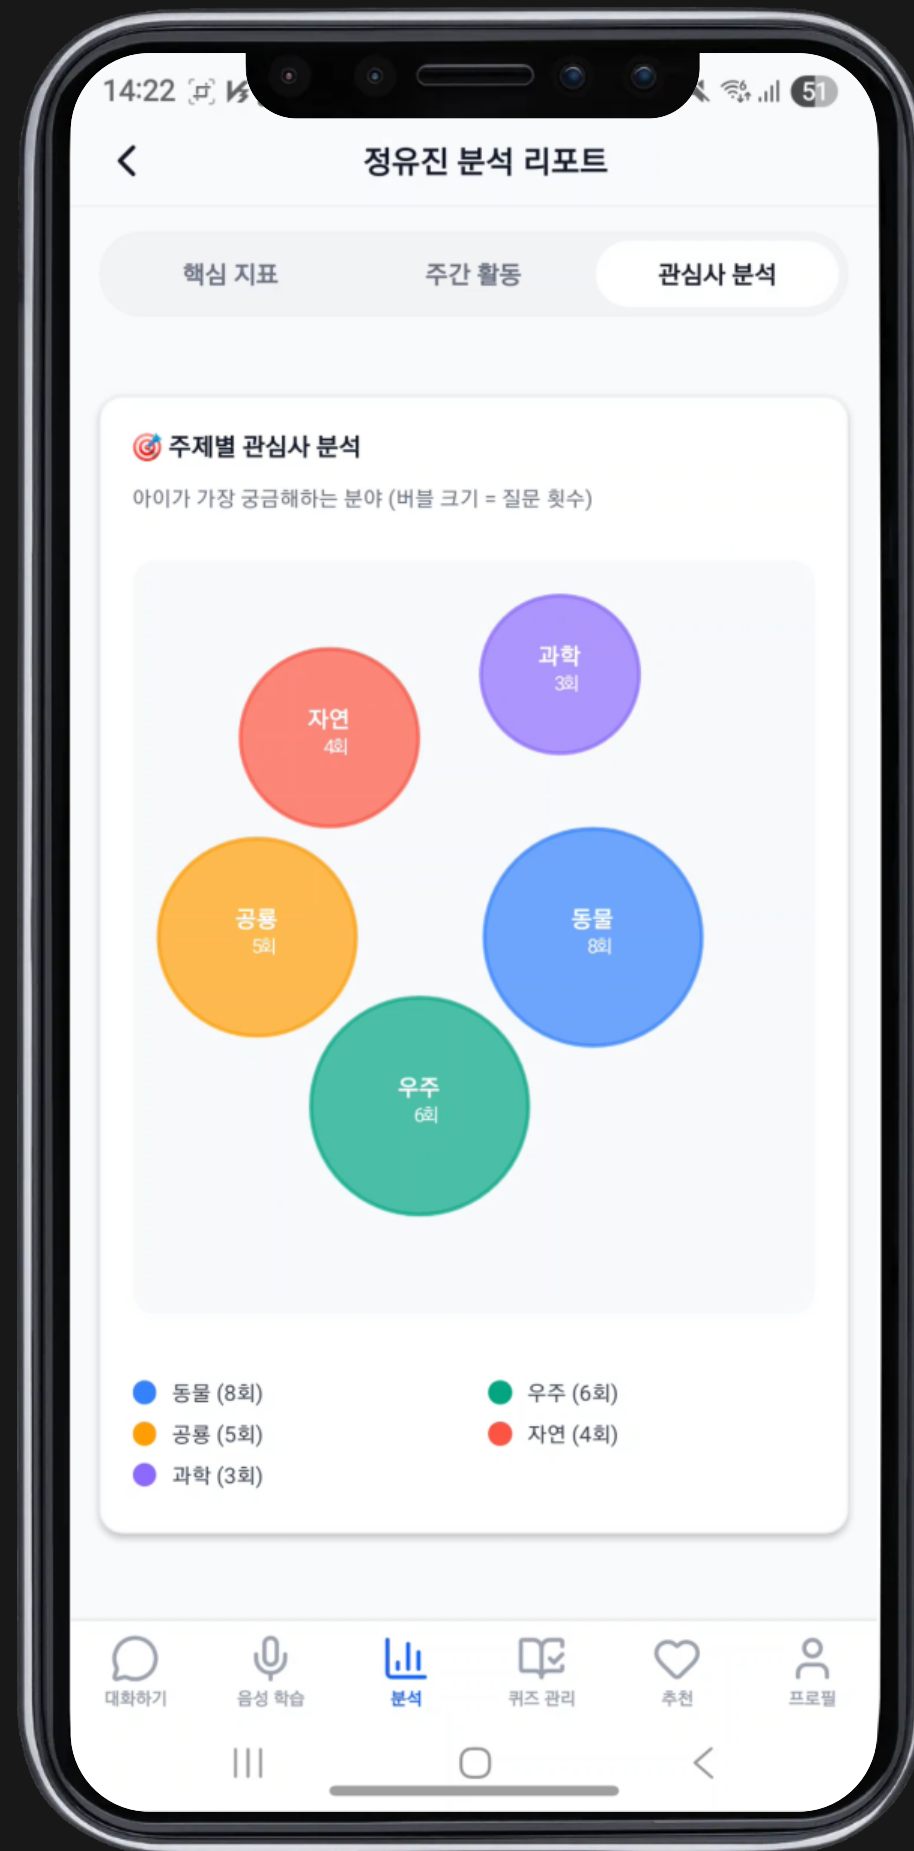 14:22
51
정유진 분석 리포트
핵심 지표 주간 활동 관심사 분석
🎯 주제별 관심사 분석
아이가 가장 궁금해하는 분야 (버블 크기 = 질문 횟수)
과학
3회
자연
4회
공룡
5회
동물
8회
우주
6회
동물 (8회) 우주 (6회)
공룡 (5회) 자연 (4회)
과학 (3회)
대화하기 음성 학습 분석 퀴즈 관리 추천 프로필